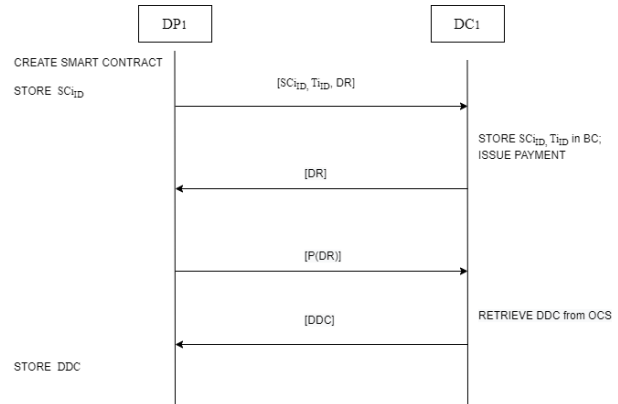 DP1
DC1
CREATE SMART CONTRACT
STORE SCiID
[SCiID, TiID, DR]
STORE SCiID, TiID in BC;
ISSUE PAYMENT
[DR]
[P(DR)]
[DDC]
RETRIEVE DDC from OCS
STORE DDC